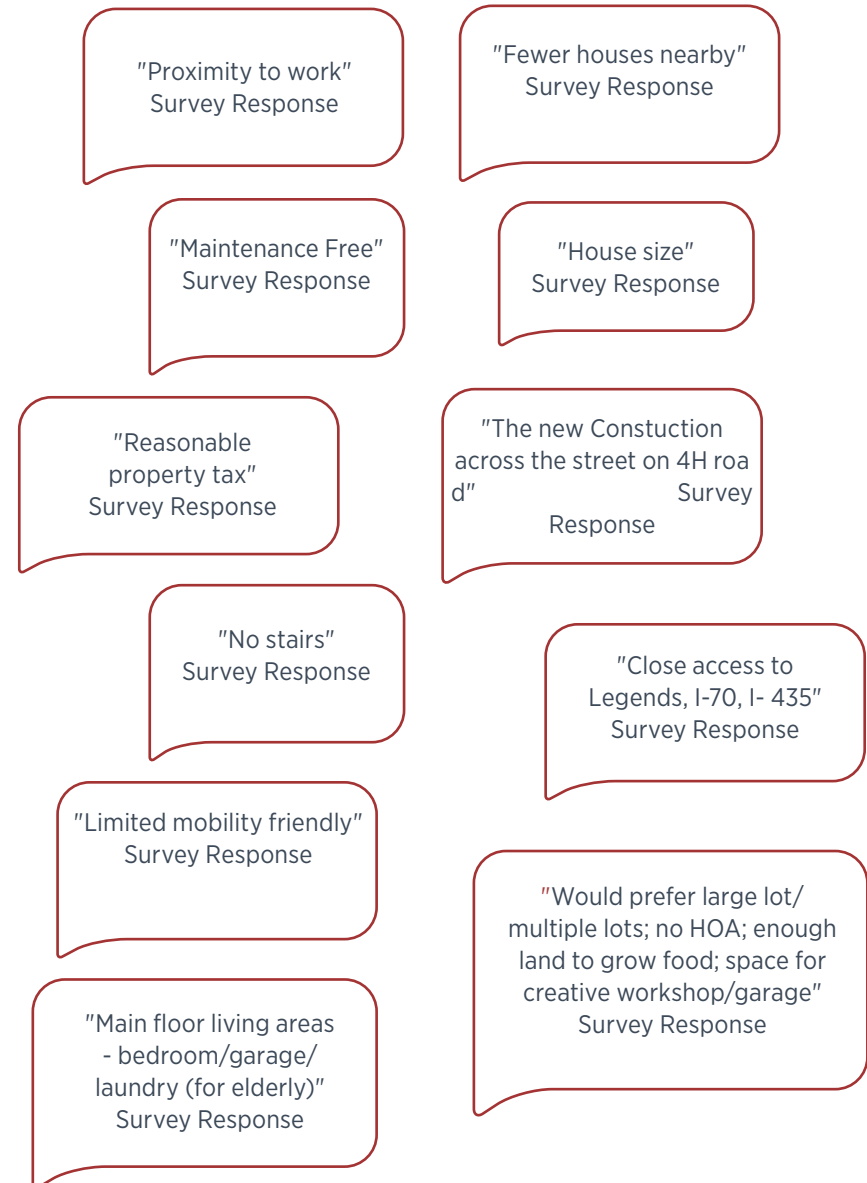 "Proximity to work"
Survey Response
"Fewer houses nearby"
Survey Response
"Maintenance Free"
Survey Response
"House size"
Survey Response
"Reasonable
property tax"
Survey Response
"The new Constuction
across the street on 4H roa
d" Survey
Response
"No stairs"
Survey Response
"Close access to
Legends, I-70, I- 435"
Survey Response
"Limited mobility friendly"
Survey Response
"Would prefer large lot/
multiple lots; no HOA; enough
land to grow food; space for
creative workshop/garage"
Survey Response
"Main floor living areas
- bedroom/garage/
laundry (for elderly)"
Survey Response